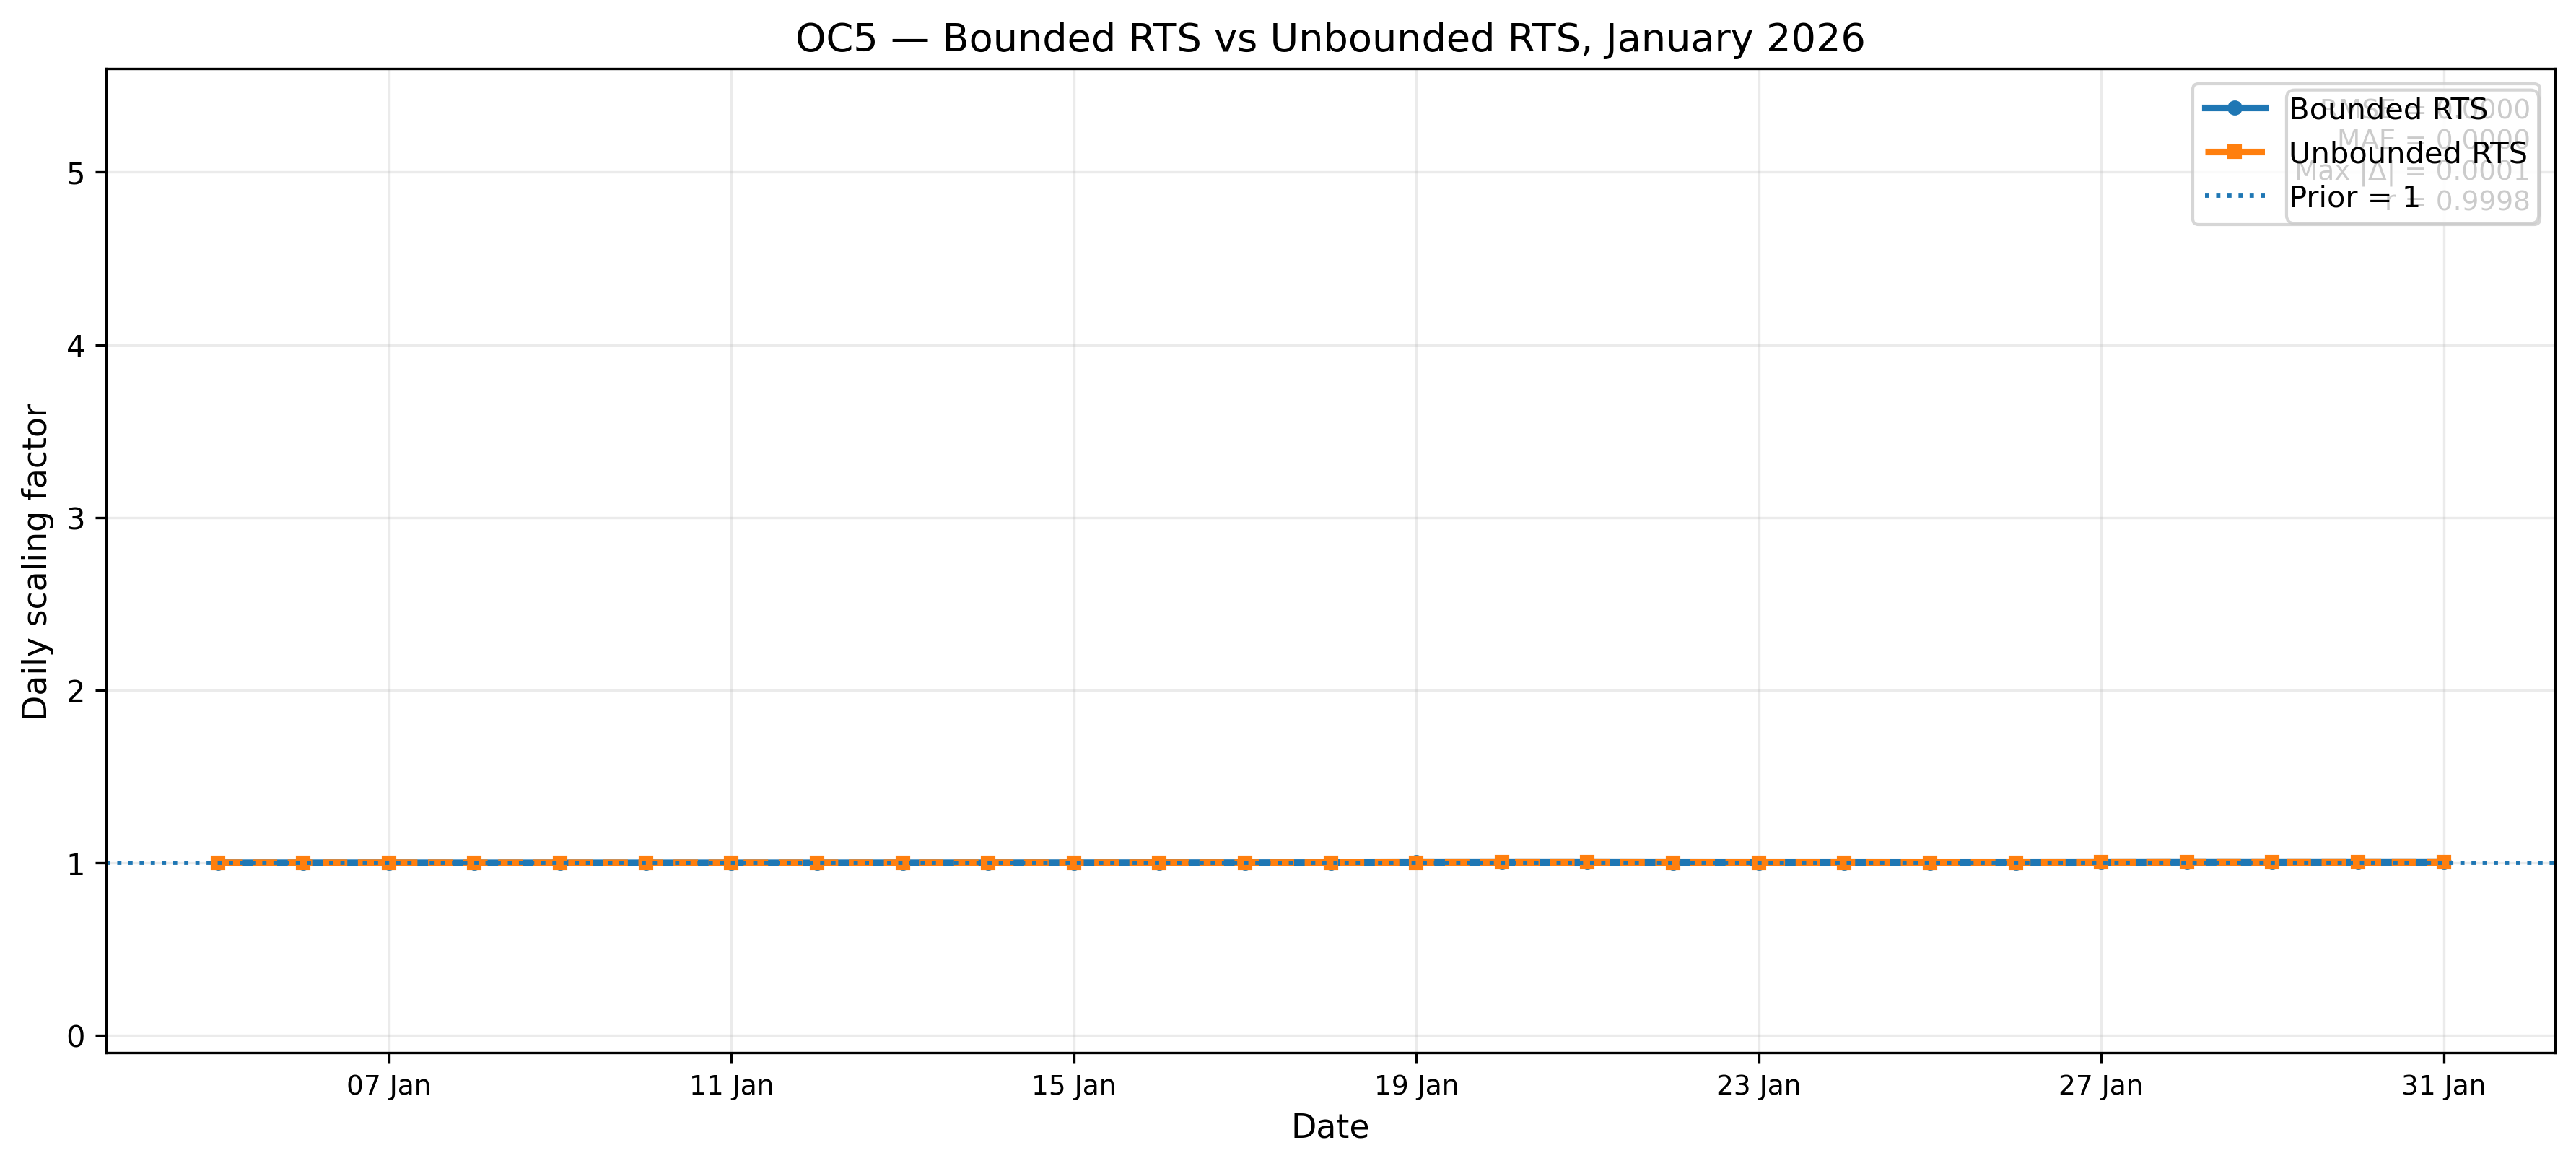 OC5 — Bounded RTS vs Unbounded RTS, January 2026
Bounded RTS
Unbounded RTS
Prior = 1
= 0.0000
MAE = 0.0000
Max |Δ| = 0.0001
r = 0.9998
Daily scaling factor
5
4
3
2
1
0
07 Jan
11 Jan
15 Jan
19 Jan
23 Jan
27 Jan
31 Jan
Date